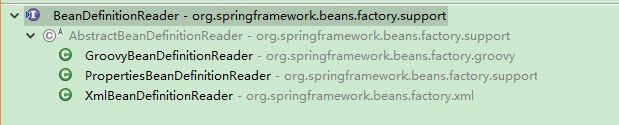 BeanDefinitionReader - org.springframework.beans.factory.support
AbstractBeanDefinitionReader - org.springframework.beans.factory.support
GroovyBeanDefinitionReader - org.springframework.beans.factory.groovy
PropertiesBeanDefinitionReader - org.springframework.beans.factory.support
XmlBeanDefinitionReader - org.springframework.beans.factory.xml